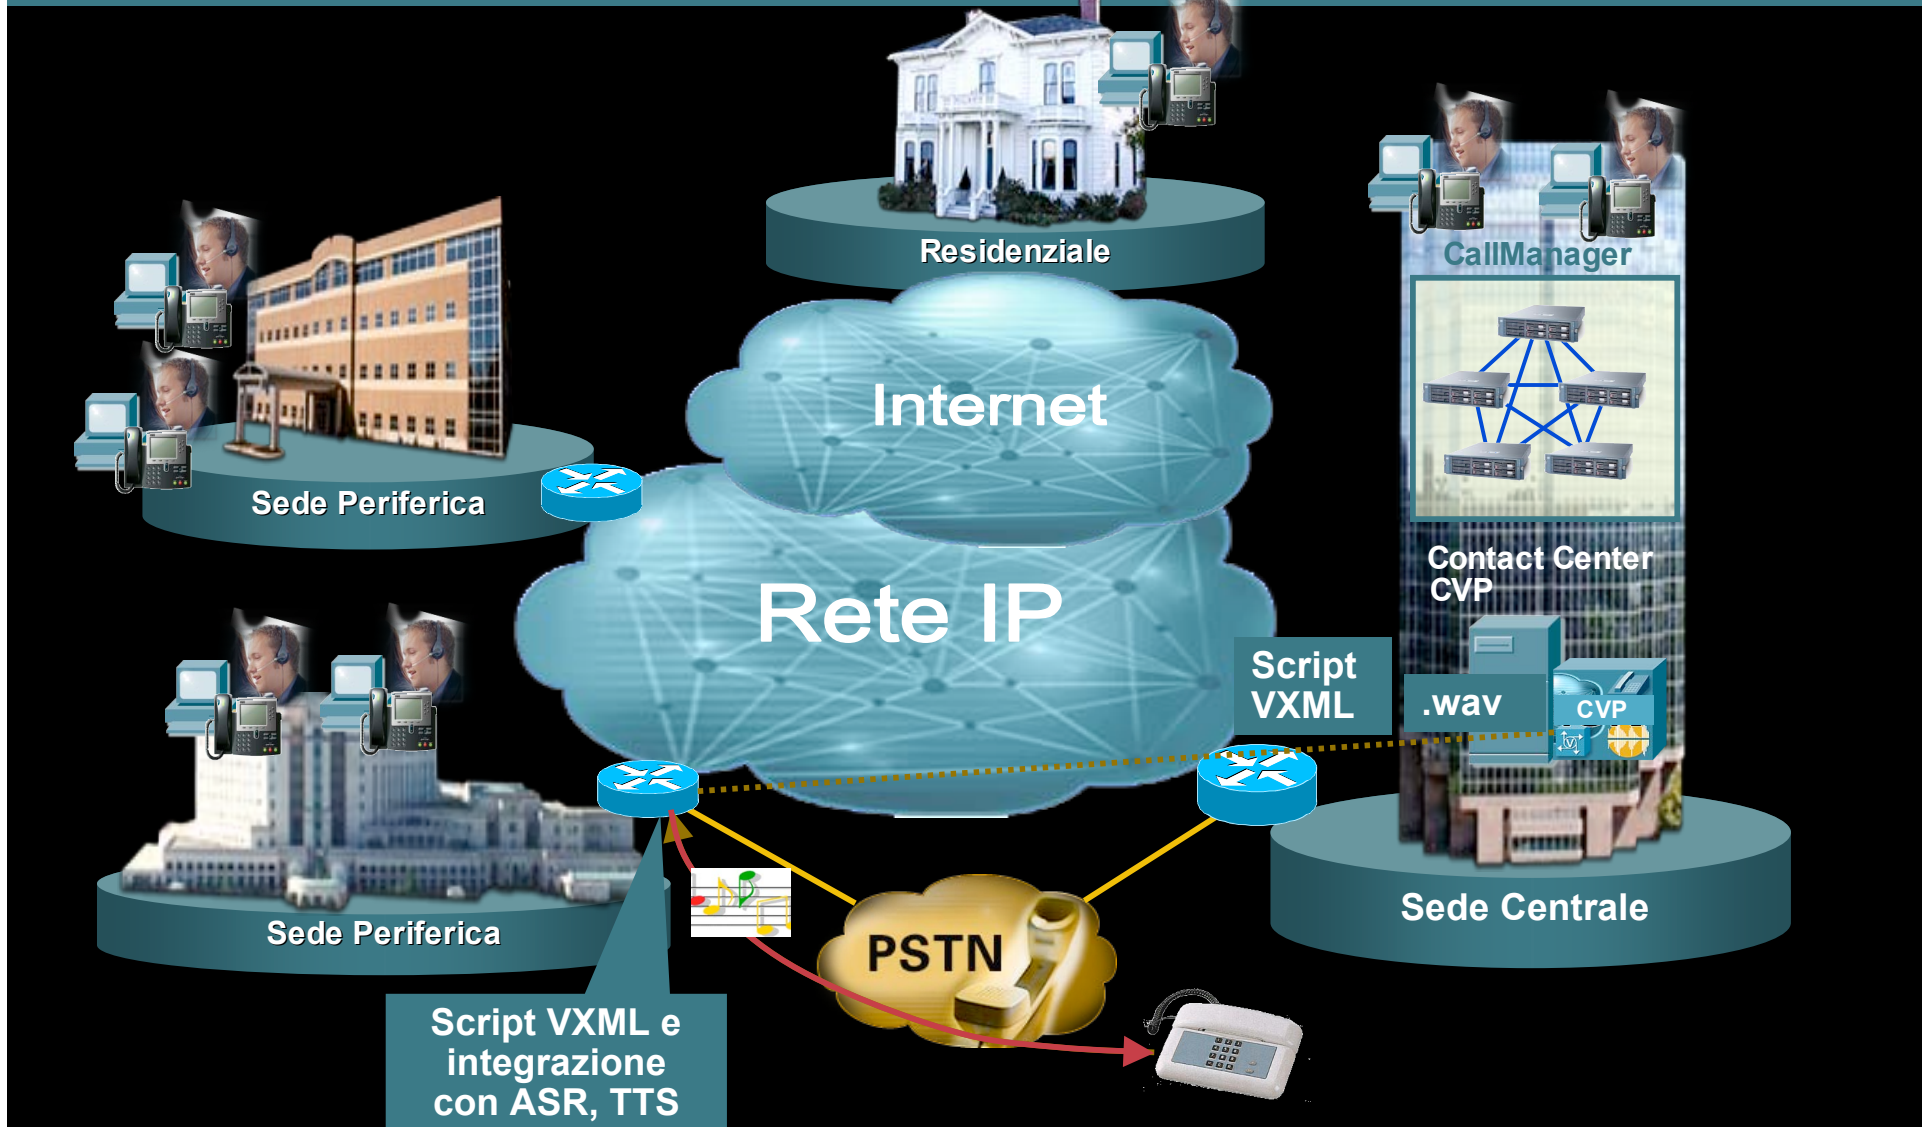 Residenziale
CallManager
Internet
Sede Periferica
Contact Center
CVP
Rete IP
Script
VXML
.wav
CVP
V
Sede Centrale
Sede Periferica
PSTN
Script VXML e
integrazione
con ASR, TTS